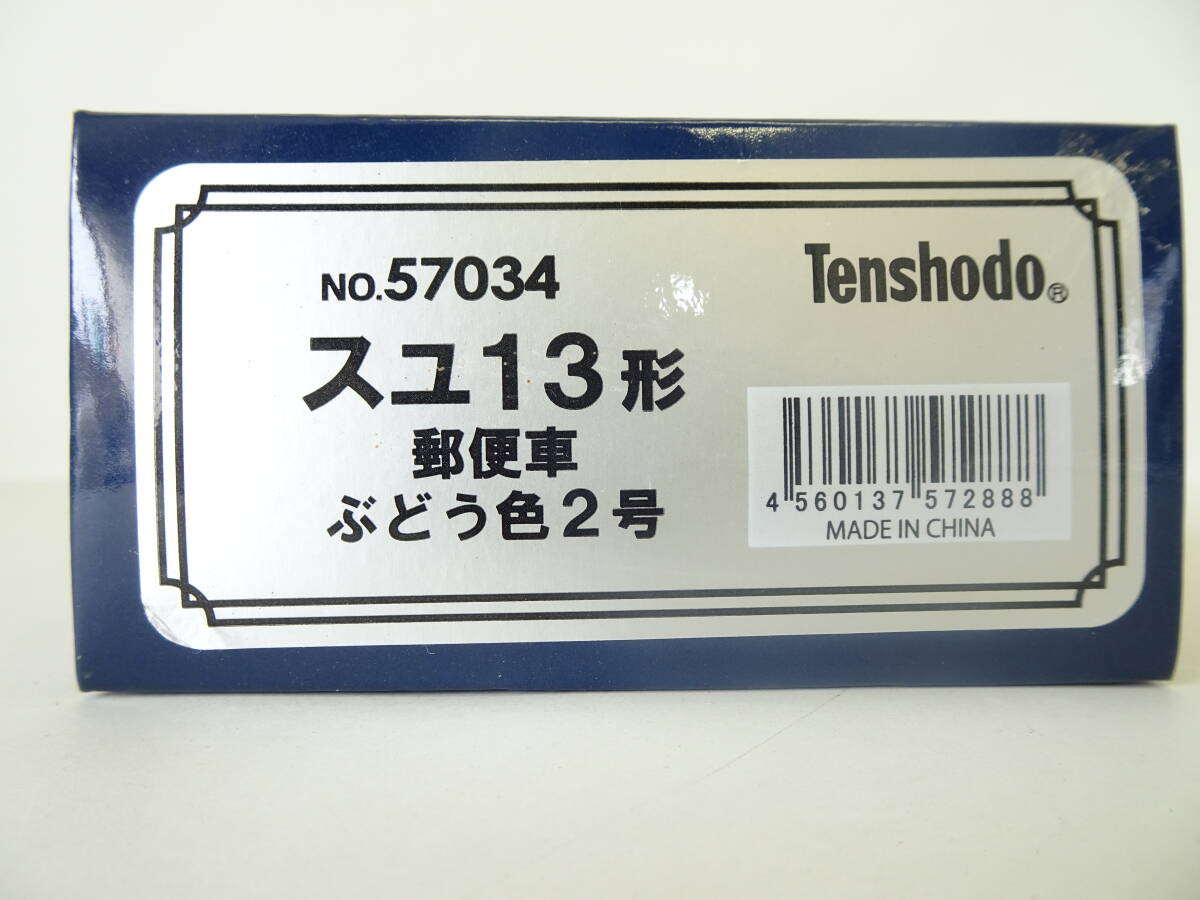 NO.57034
Tenshodo®
スユ13形
郵便車
ぶどう色2号
4 560137 572888
MADE IN CHINA